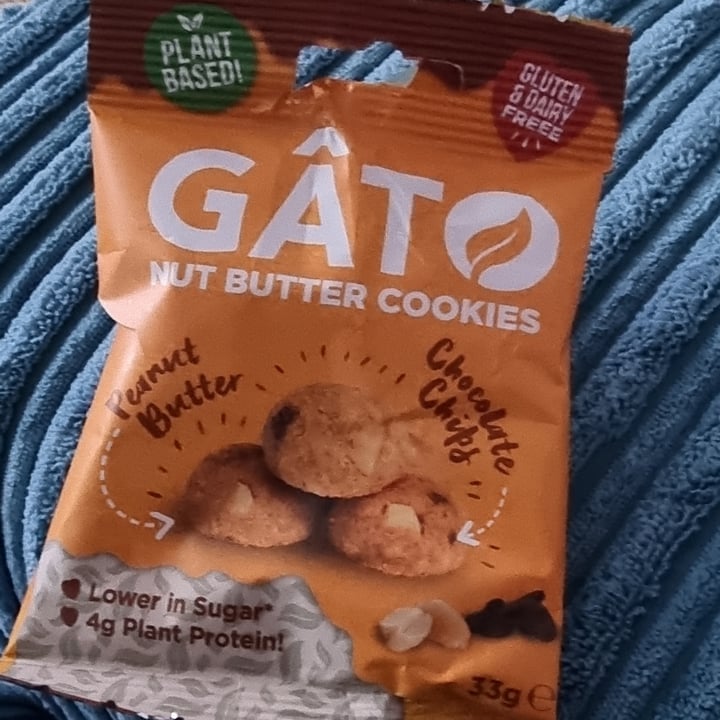 PLANT
BASED!
GLUTEN
& DAIRY
FREEE
GÂTO
NUT BUTTER COOKIES
Peanut
Butter
Chocolate
Chips
Lower in Sugar*
4g Plant Protein!
33g e